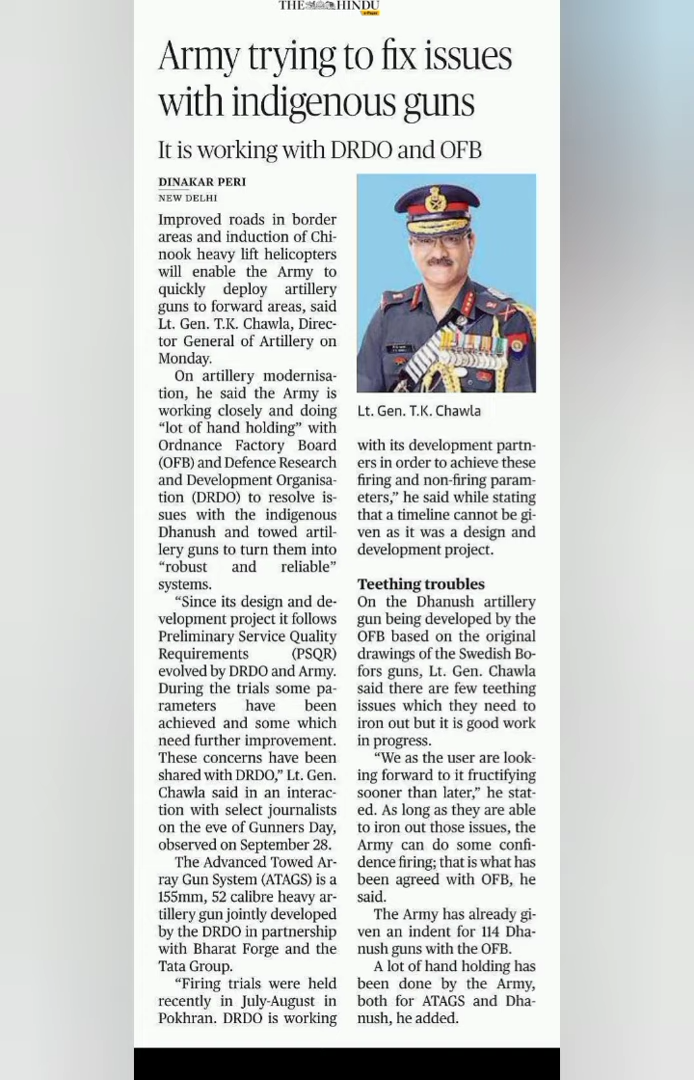 THE HINDU
e-Paper
Army trying to fix issues
with indigenous guns
It is working with DRDO and OFB
DINAKAR PERI
NEW DELHI
Improved roads in border
areas and induction of Chi-
nook heavy lift helicopters
will enable the Army to
quickly deploy artillery
guns to forward areas, said
Lt. Gen. T.K. Chawla, Direc-
tor General of Artillery on
Monday.
On artillery modernisa-
tion, he said the Army is
working closely and doing
“lot of hand holding” with
Ordnance Factory Board
(OFB) and Defence Research
and Development Organisa-
tion (DRDO) to resolve is-
sues with the indigenous
Dhanush and towed artil-
lery guns to turn them into
“robust and reliable”
systems.
“Since its design and de-
velopment project it follows
Preliminary Service Quality
Requirements (PSQR)
evolved by DRDO and Army.
During the trials some pa-
rameters have been
achieved and some which
need further improvement.
These concerns have been
shared with DRDO,” Lt. Gen.
Chawla said in an interac-
tion with select journalists
on the eve of Gunners Day,
observed on September 28.
The Advanced Towed Ar-
ray Gun System (ATAGS) is a
155mm, 52 calibre heavy ar-
tillery gun jointly developed
by the DRDO in partnership
with Bharat Forge and the
Tata Group.
“Firing trials were held
recently in July-August in
Pokhran. DRDO is working
Lt. Gen. T.K. Chawla
with its development partn-
ers in order to achieve these
firing and non-firing param-
eters,” he said while stating
that a timeline cannot be gi-
ven as it was a design and
development project.
Teething troubles
On the Dhanush artillery
gun being developed by the
OFB based on the original
drawings of the Swedish Bo-
fors guns, Lt. Gen. Chawla
said there are few teething
issues which they need to
iron out but it is good work
in progress.
“We as the user are look-
ing forward to it fructifying
sooner than later,” he stat-
ed. As long as they are able
to iron out those issues, the
Army can do some confi-
dence firing; that is what has
been agreed with OFB, he
said.
The Army has already gi-
ven an indent for 114 Dha-
nush guns with the OFB.
A lot of hand holding has
been done by the Army,
both for ATAGS and Dha-
nush, he added.